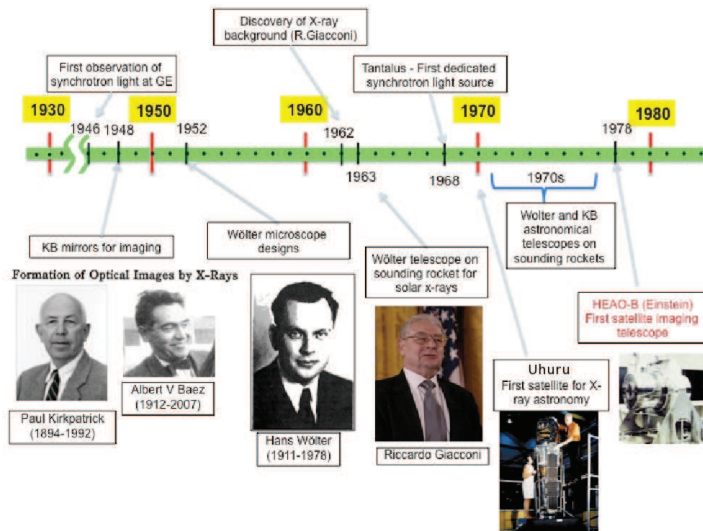 Discovery of X-ray
background (R.Giacconi)
First observation of
synchrotron light at GE
Tantalus - First dedicated
synchrotron light source
1930
1946
1948
1950
1952
1960
1962
1963
1968
1970
1970s
1978
1980
KB mirrors for imaging
Wölter microscope
designs
Wölter telescope on
sounding rocket for
solar x-rays
Wolter and KB
astronomical
telescopes on
sounding rockets
HEAO-B (Einstein)
First satellite imaging
telescope
Formation of Optical Images by X-Rays
Paul Kirkpatrick
(1894-1992)
Albert V Baez
(1912-2007)
Hans Wölter
(1911-1978)
Riccardo Giacconi
Uhuru
First satellite for X-
ray astronomy